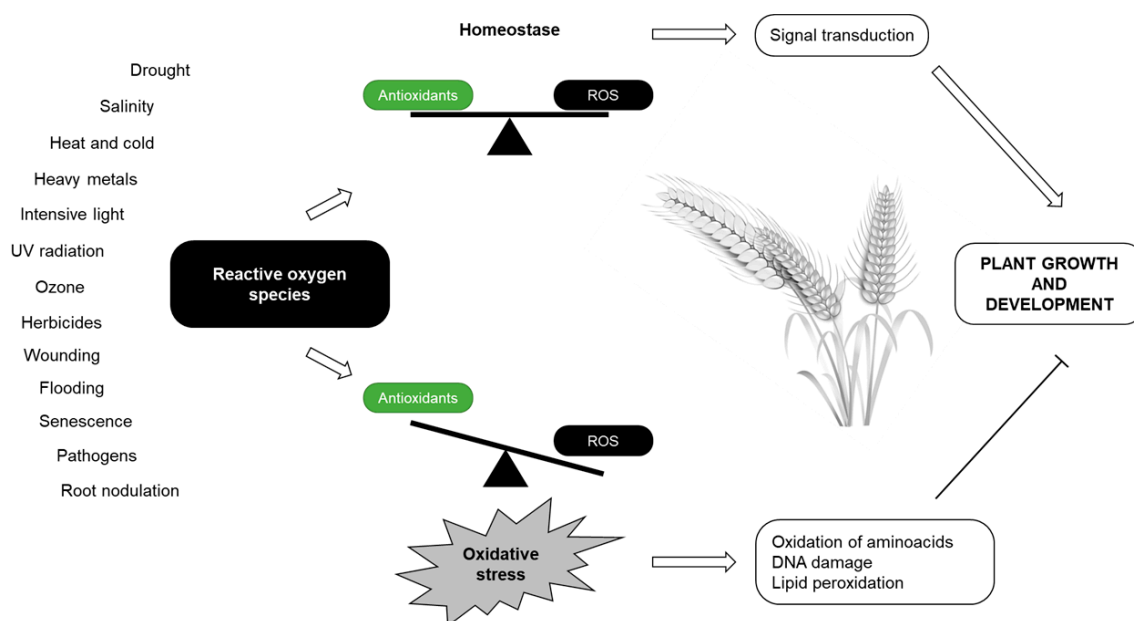 Homeostase
Signal transduction
Drought
Salinity
Heat and cold
Heavy metals
Intensive light
UV radiation
Ozone
Herbicides
Wounding
Flooding
Senescence
Pathogens
Root nodulation
Antioxidants
ROS
Reactive oxygen
species
PLANT GROWTH
AND
DEVELOPMENT
Antioxidants
ROS
Oxidative
stress
Oxidation of aminoacids
DNA damage
Lipid peroxidation